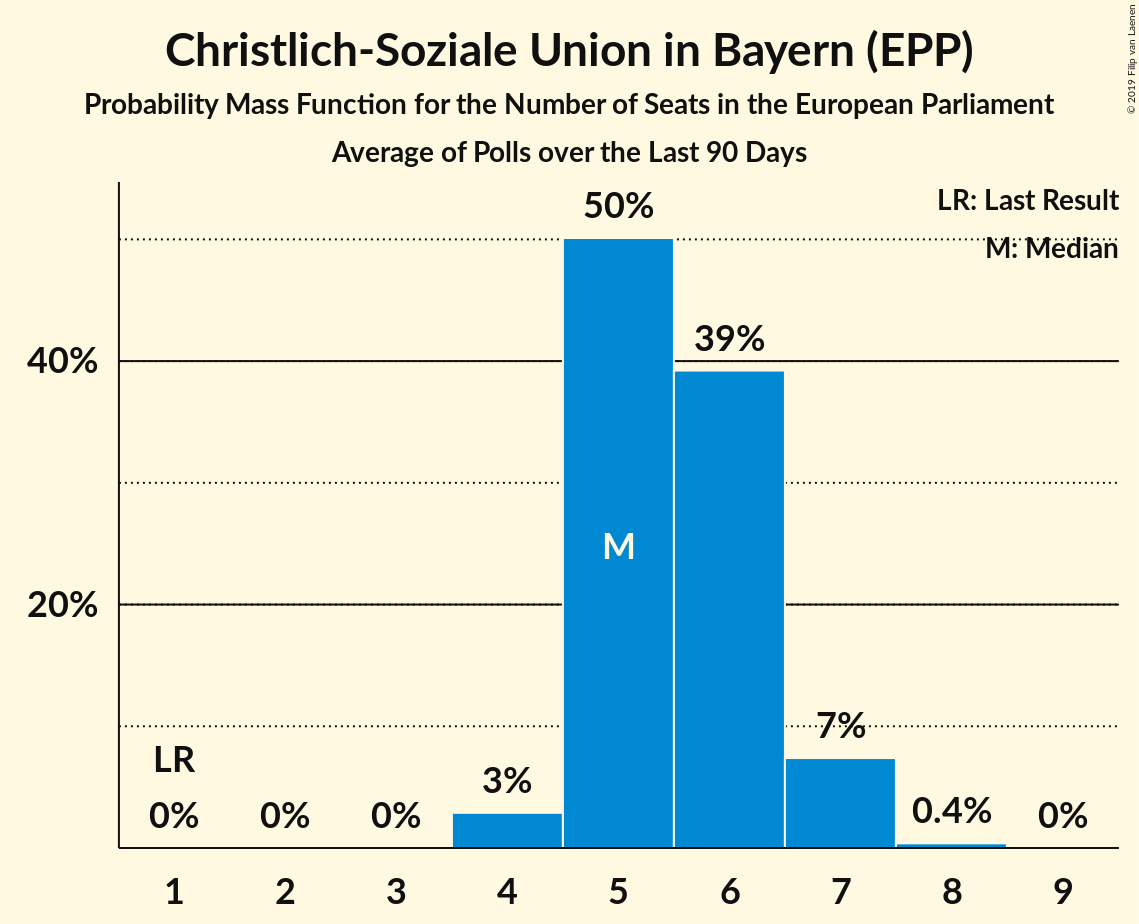 Christlich-Soziale Union in Bayern (EPP)
Probability Mass Function for the Number of Seats in the European Parliament
Average of Polls over the Last 90 Days
© 2019 Filip van Laenen
LR: Last Result
M: Median
50%
39%
40%
M
20%
7%
LR
3%
0%
0%
0%
0.4%
0%
1 2 3 4 5 6 7 8 9